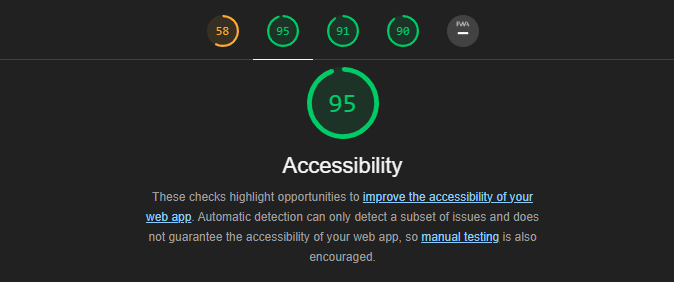 58 95 91 90 PWA
95
Accessibility
These checks highlight opportunities to improve the accessibility of your
web app. Automatic detection can only detect a subset of issues and does
not guarantee the accessibility of your web app, so manual testing is also
encouraged.